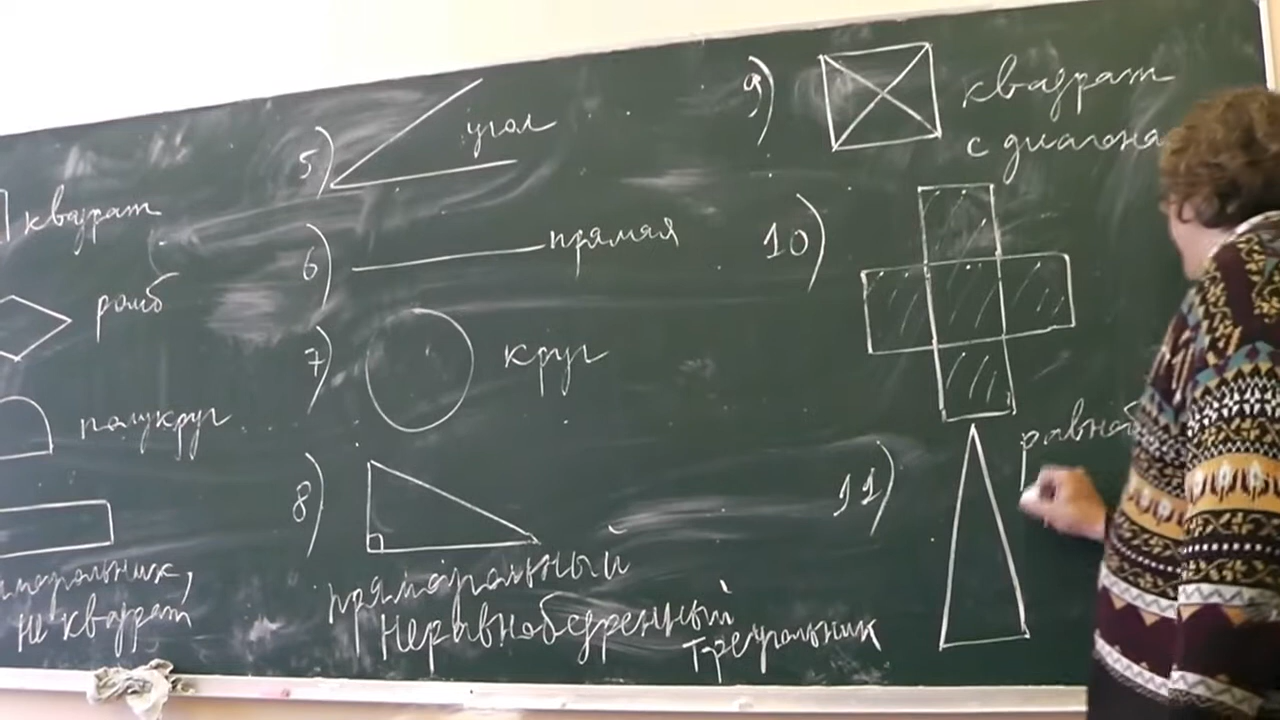 квадрат
ромб
полукруг
не квадрат
5) угол
6) прямая
7) круг
8)
прямоугольный
неравнобедренный
треугольник
9) квадрат
с диагона
10)
11) равноб